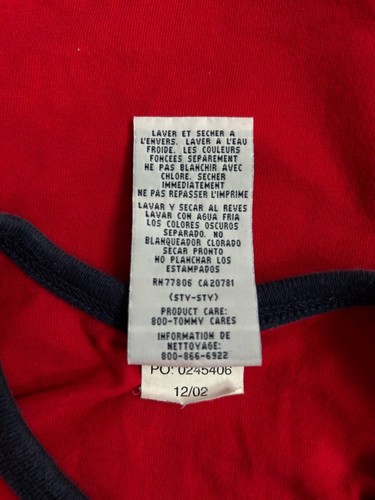 LAVER ET SECHER A
L'ENVERS. LAVER A L'EAU
FROIDE. LES COULEURS
FONCEES SEPAREMENT
NE PAS BLANCHIR AVEC
CHLORE. SECHER
IMMEDIATEMENT
NE PAS REPASSER L'IMPRIME
LAVAR Y SECAR AL REVES
LAVAR CON AGUA FRIA
LOS COLORES OSCUROS
SEPARADO. NO
BLANQUEADOR CLORADO
SECAR PRONTO
NO PLANCHAR LOS
ESTAMPADOS
RN77806 CA20781
(STY-STY)
PRODUCT CARE:
800-TOMMY CARES
INFORMATION DE
NETTOYAGE:
800-866-6922
PO: 0245406
12/02